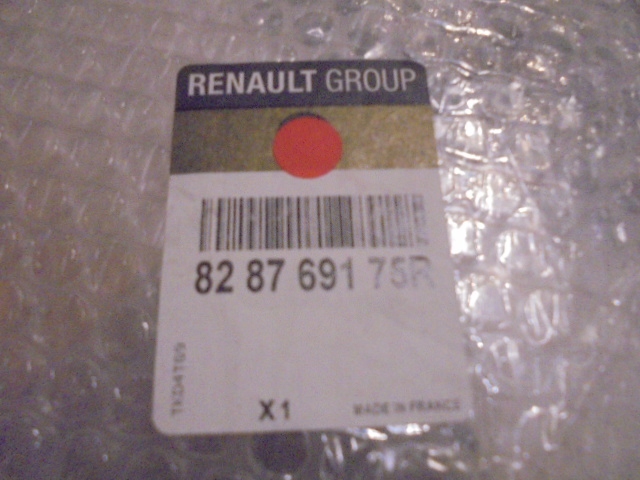 RENAULT GROUP
82 87 691 75R
X1
MADE IN FRANCE